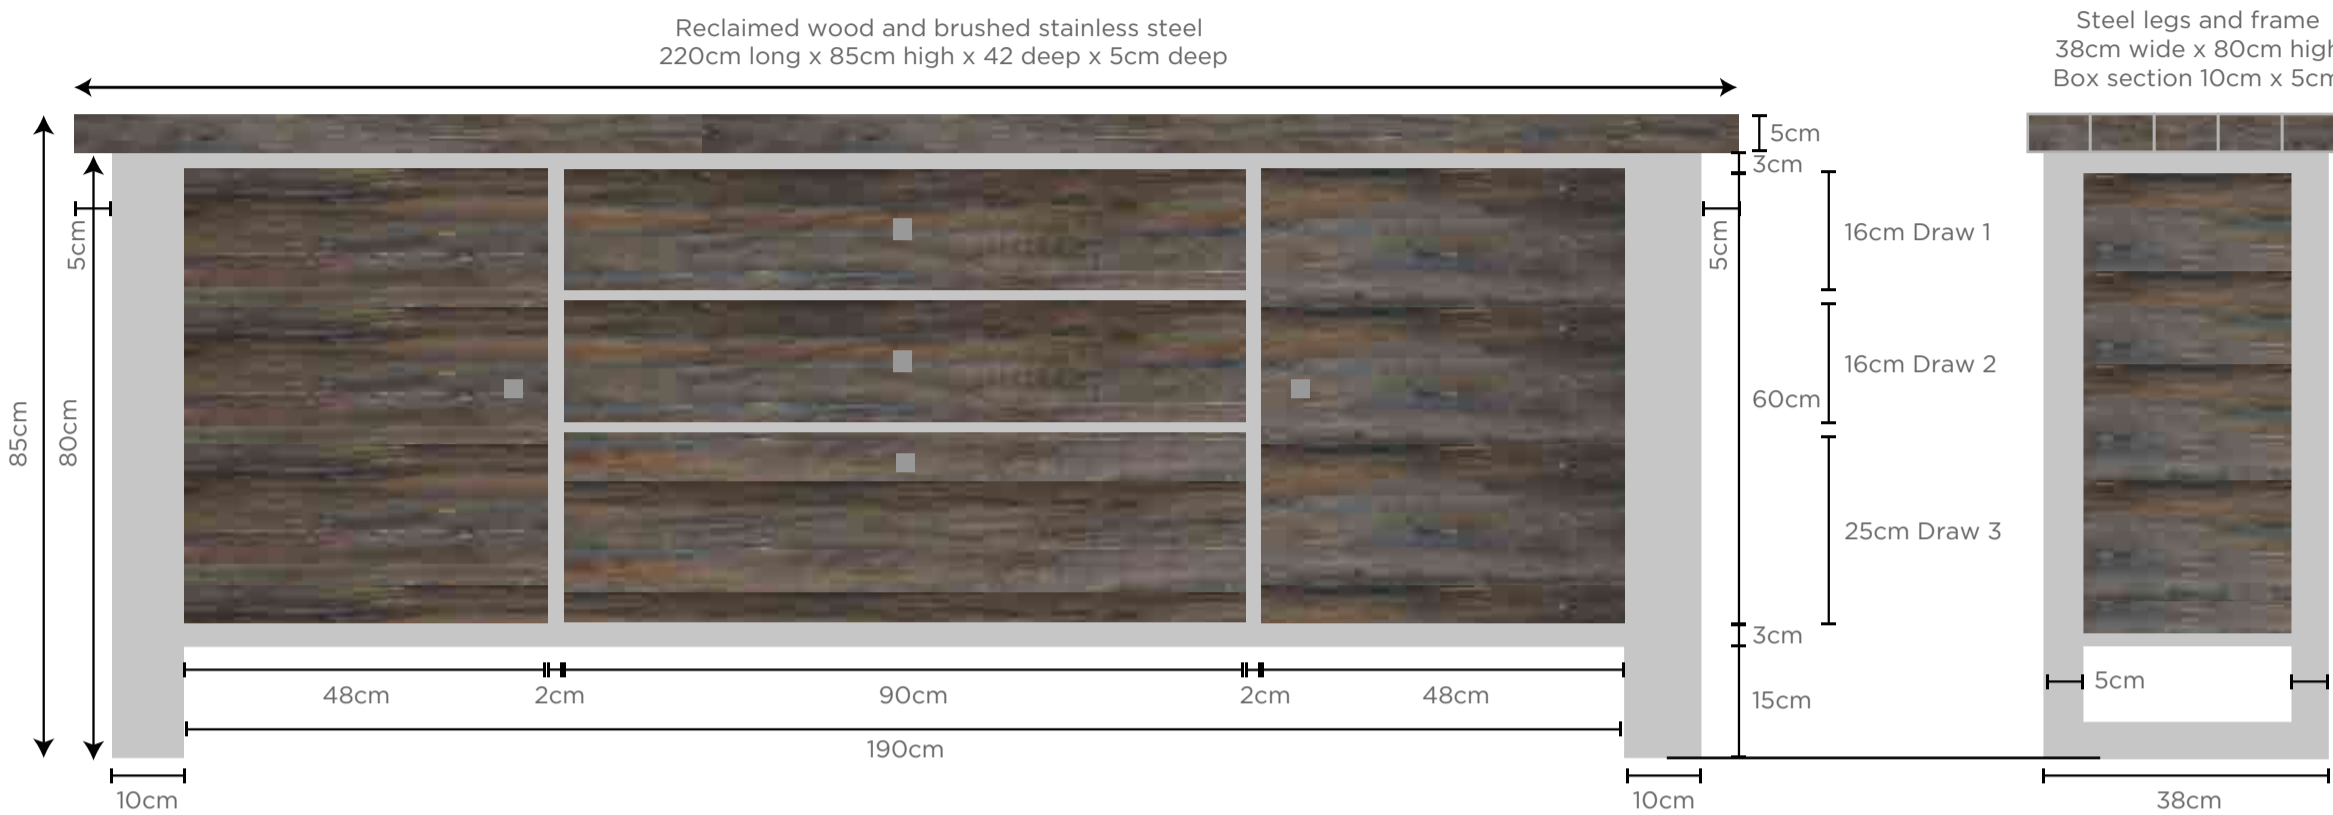 Reclaimed wood and brushed stainless steel
220cm long x 85cm high x 42 deep x 5cm deep
Steel legs and frame
38cm wide x 80cm high
Box section 10cm x 5cm
5cm
3cm
5cm
5cm
16cm Draw 1
16cm Draw 2
60cm
85cm
80cm
25cm Draw 3
3cm
5cm
48cm
2cm
90cm
2cm
48cm
15cm
190cm
10cm
10cm
38cm